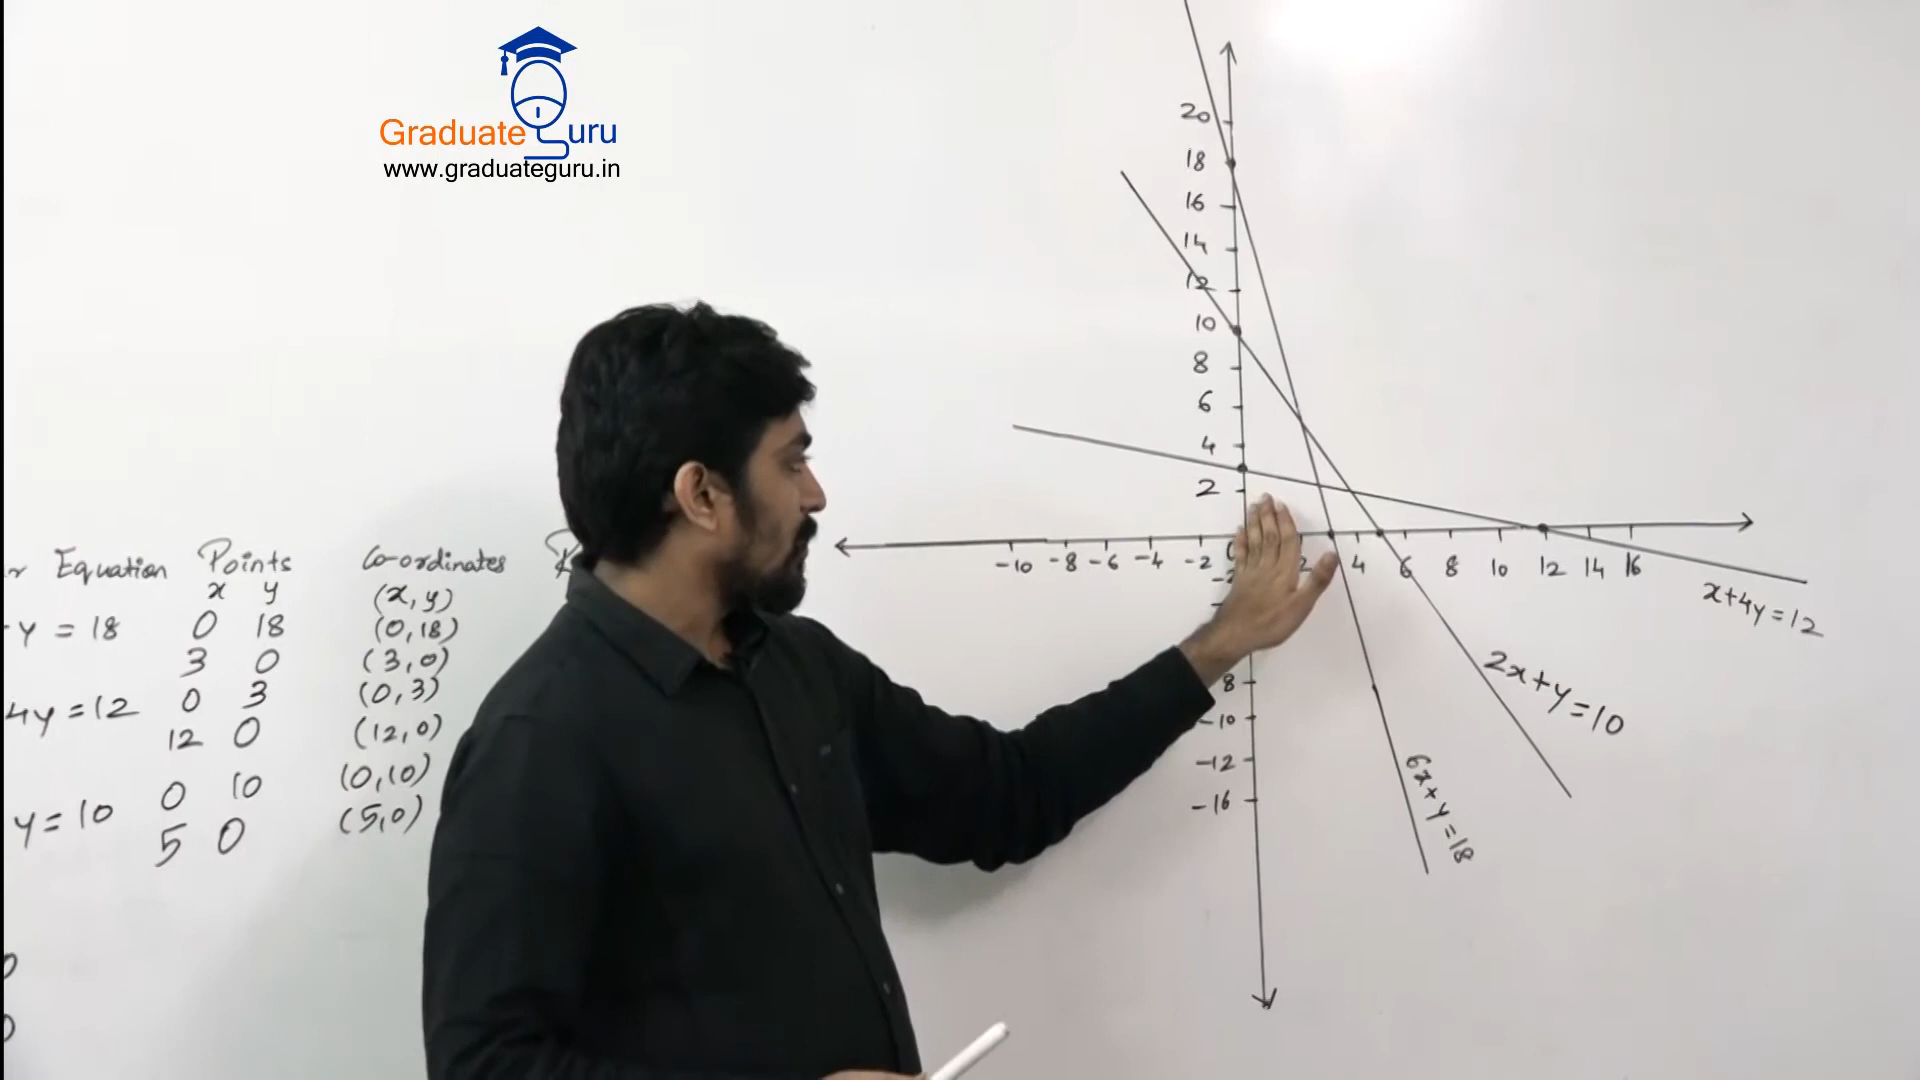 Graduate Guru
www.graduateguru.in
Equation Points Co-ordinates
x y (x,y)
y = 18 0 18 (0,18)
3 0 (3,0)
4y = 12 0 3 (0,3)
12 0 (12,0)
y = 10 0 10 (0,10)
5 0 (5,0)
20
18
16
14
12
10
8
6
4
2
-10 -8 -6 -4 -2 2 4 6 8 10 12 14 16
8
-10
-12
-16
x+4y=12
2x+y=10
6x+y=18